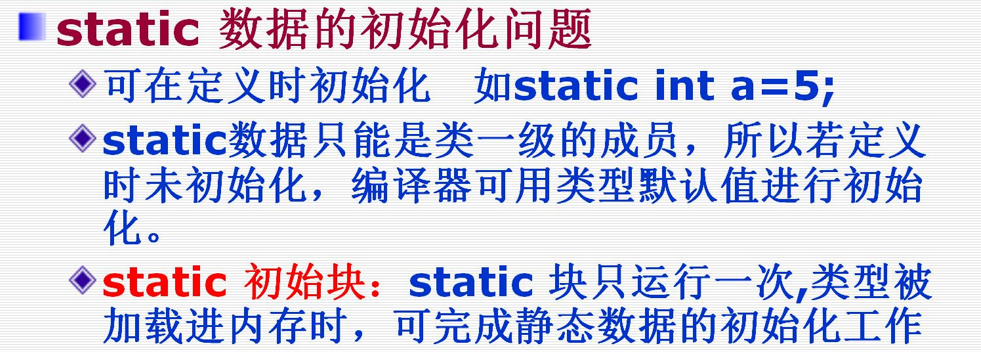 static 数据的初始化问题
可在定义时初始化 如static int a=5;
static数据只能是类一级的成员，所以若定义
时未初始化，编译器可用类型默认值进行初始
化。
static 初始块：static 块只运行一次,类型被
加载进内存时，可完成静态数据的初始化工作